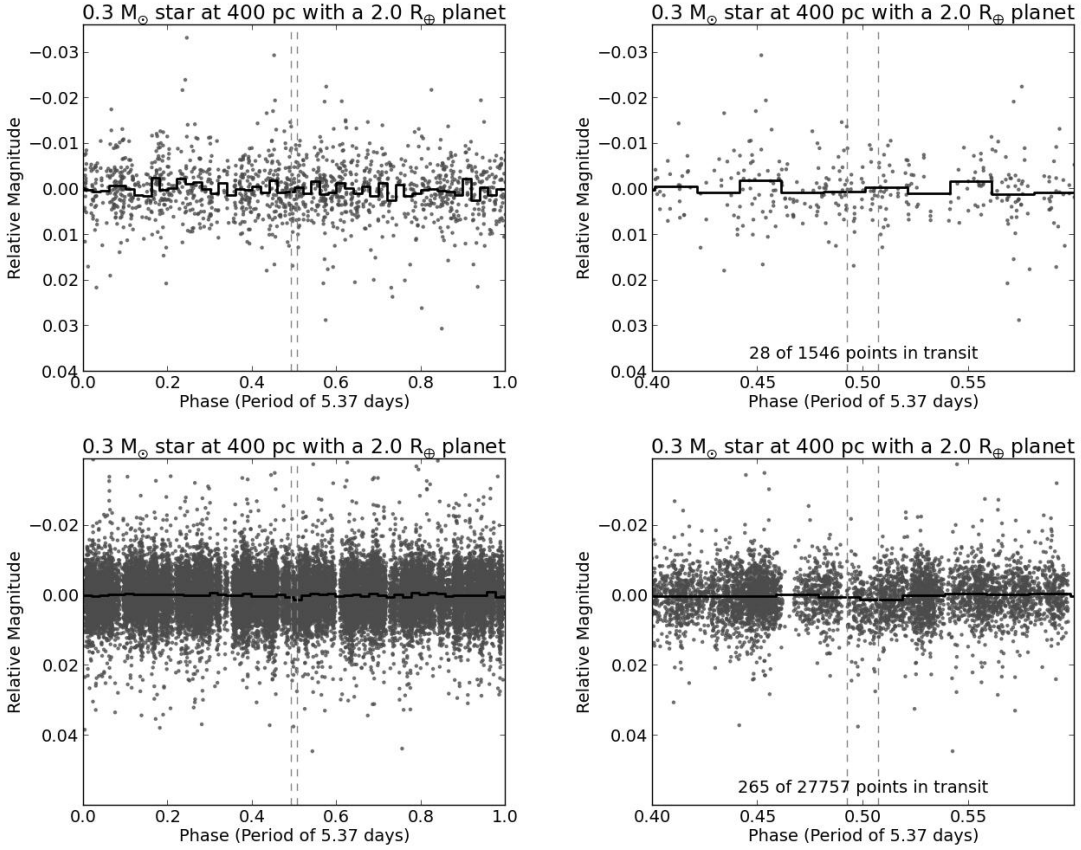 0.3 M☉ star at 400 pc with a 2.0 R⊕ planet
−0.03
−0.02
−0.01
0.00
0.01
0.02
0.03
0.04
Relative Magnitude
0.0 0.2 0.4 0.6 0.8 1.0
Phase (Period of 5.37 days)
0.3 M☉ star at 400 pc with a 2.0 R⊕ planet
−0.03
−0.02
−0.01
0.00
0.01
0.02
0.03
0.04
Relative Magnitude
28 of 1546 points in transit
0.40 0.45 0.50 0.55
Phase (Period of 5.37 days)
0.3 M☉ star at 400 pc with a 2.0 R⊕ planet
−0.02
0.00
0.02
0.04
Relative Magnitude
0.0 0.2 0.4 0.6 0.8 1.0
Phase (Period of 5.37 days)
0.3 M☉ star at 400 pc with a 2.0 R⊕ planet
−0.02
0.00
0.02
0.04
Relative Magnitude
265 of 27757 points in transit
0.40 0.45 0.50 0.55
Phase (Period of 5.37 days)